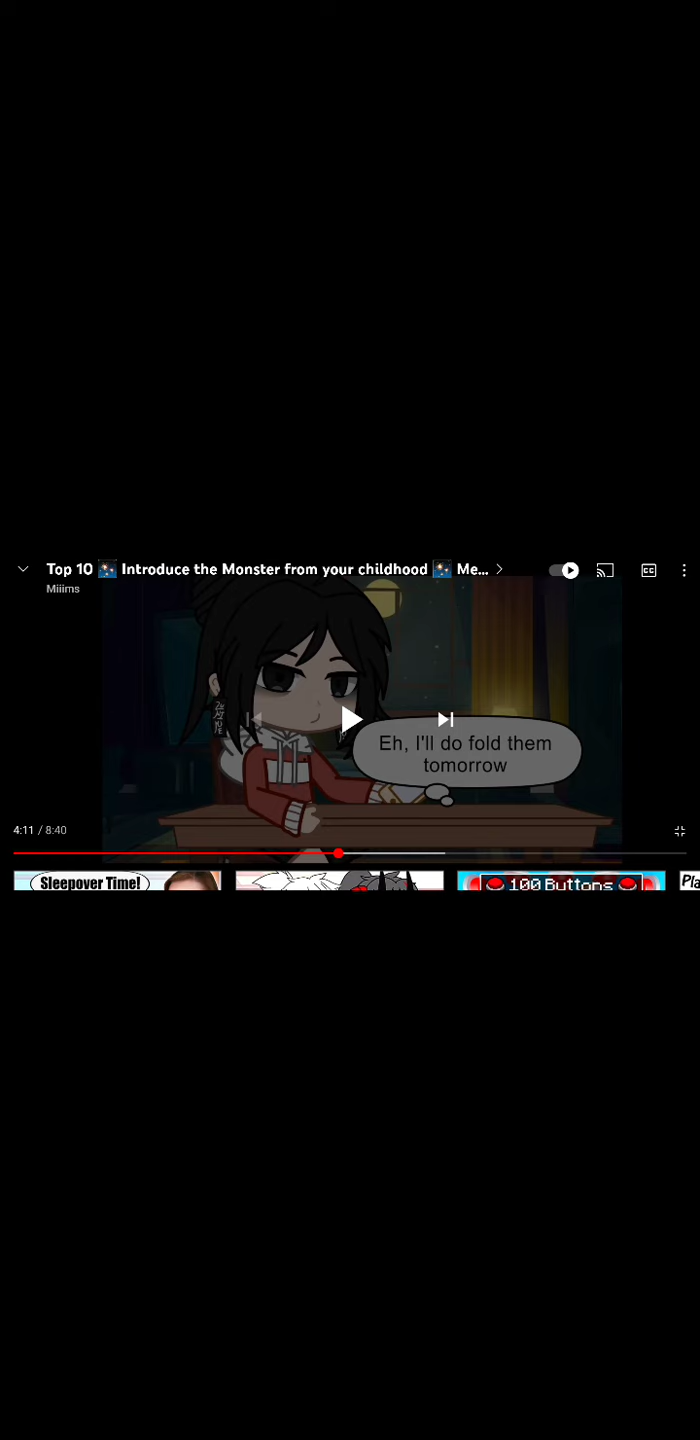 Top 10 🎇 Introduce the Monster from your childhood 🎇 Me...
Miiims
Eh, I'll do fold them
tomorrow
4:11 / 8:40
Sleepover Time!
100 Buttons
Pla